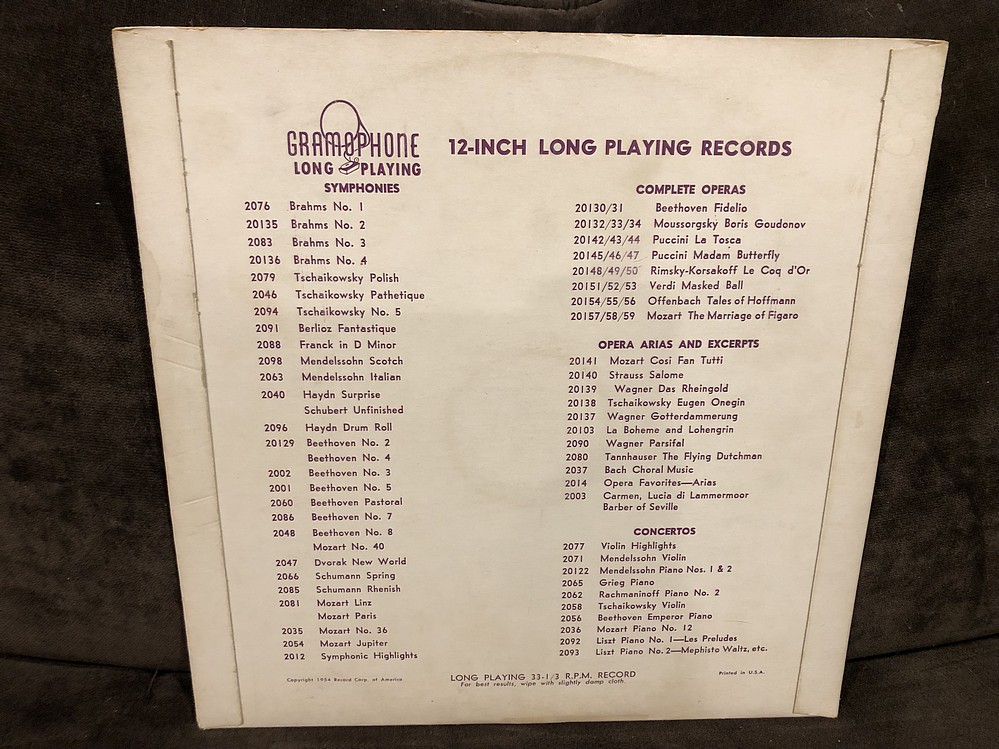 GRAMOPHONE
LONG PLAYING
12-INCH LONG PLAYING RECORDS
SYMPHONIES
2076 Brahms No. 1
20135 Brahms No. 2
2083 Brahms No. 3
20136 Brahms No. 4
2079 Tschaikowsky Polish
2046 Tschaikowsky Pathetique
2094 Tschaikowsky No. 5
2091 Berlioz Fantastique
2088 Franck in D Minor
2098 Mendelssohn Scotch
2063 Mendelssohn Italian
2040 Haydn Surprise
Schubert Unfinished
2096 Haydn Drum Roll
20129 Beethoven No. 2
Beethoven No. 4
2002 Beethoven No. 3
2001 Beethoven No. 5
2060 Beethoven Pastoral
2086 Beethoven No. 7
2048 Beethoven No. 8
Mozart No. 40
2047 Dvorak New World
2066 Schumann Spring
2085 Schumann Rhenish
2081 Mozart Linz
Mozart Paris
2035 Mozart No. 36
2054 Mozart Jupiter
2012 Symphonic Highlights
COMPLETE OPERAS
20130/31 Beethoven Fidelio
20132/33/34 Moussorgsky Boris Goudonov
20142/43/44 Puccini La Tosca
20145/46/47 Puccini Madam Butterfly
20148/49/50 Rimsky-Korsakoff Le Coq d'Or
20151/52/53 Verdi Masked Ball
20154/55/56 Offenbach Tales of Hoffmann
20157/58/59 Mozart The Marriage of Figaro
OPERA ARIAS AND EXCERPTS
20141 Mozart Cosi Fan Tutti
20140 Strauss Salome
20139 Wagner Das Rheingold
20138 Tschaikowsky Eugen Onegin
20137 Wagner Gotterdammerung
20103 La Boheme and Lohengrin
2090 Wagner Parsifal
2080 Tannhauser The Flying Dutchman
2037 Bach Choral Music
2014 Opera Favorites—Arias
2003 Carmen, Lucia di Lammermoor
Barber of Seville
CONCERTOS
2077 Violin Highlights
2071 Mendelssohn Violin
20122 Mendelssohn Piano Nos. 1 & 2
2065 Grieg Piano
2062 Rachmaninoff Piano No. 2
2058 Tschaikowsky Violin
2056 Beethoven Emperor Piano
2036 Mozart Piano No. 12
2092 Liszt Piano No. 1—Les Preludes
2093 Liszt Piano No. 2—Mephisto Waltz, etc.
Copyright 1954 Record Corp. of America
LONG PLAYING 33-1/3 R.P.M. RECORD
For best results, wipe with slightly damp cloth.
Printed in U.S.A.